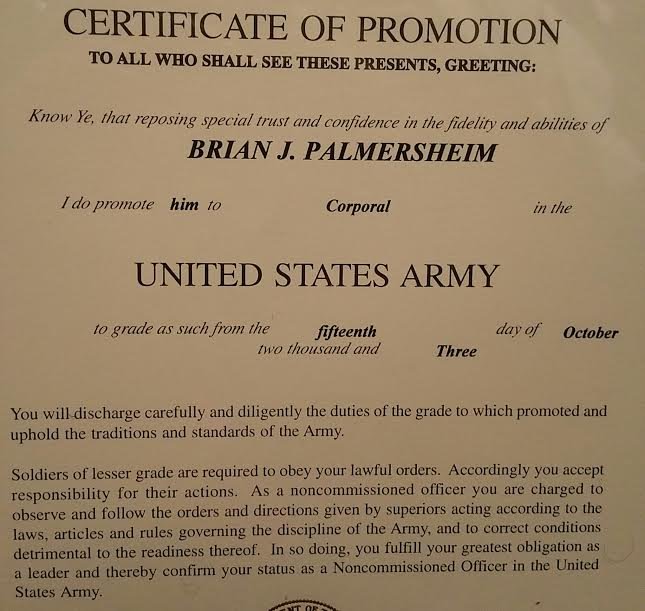 CERTIFICATE OF PROMOTION
TO ALL WHO SHALL SEE THESE PRESENTS, GREETING:
Know Ye, that reposing special trust and confidence in the fidelity and abilities of
BRIAN J. PALMERSHEIM
I do promote him to Corporal in the
UNITED STATES ARMY
to grade as such from the fifteenth day of October
two thousand and Three
You will discharge carefully and diligently the duties of the grade to which promoted and
uphold the traditions and standards of the Army.
Soldiers of lesser grade are required to obey your lawful orders. Accordingly you accept
responsibility for their actions. As a noncommissioned officer you are charged to
observe and follow the orders and directions given by superiors acting according to the
laws, articles and rules governing the discipline of the Army, and to correct conditions
detrimental to the readiness thereof. In so doing, you fulfill your greatest obligation as
a leader and thereby confirm your status as a Noncommissioned Officer in the United
States Army.